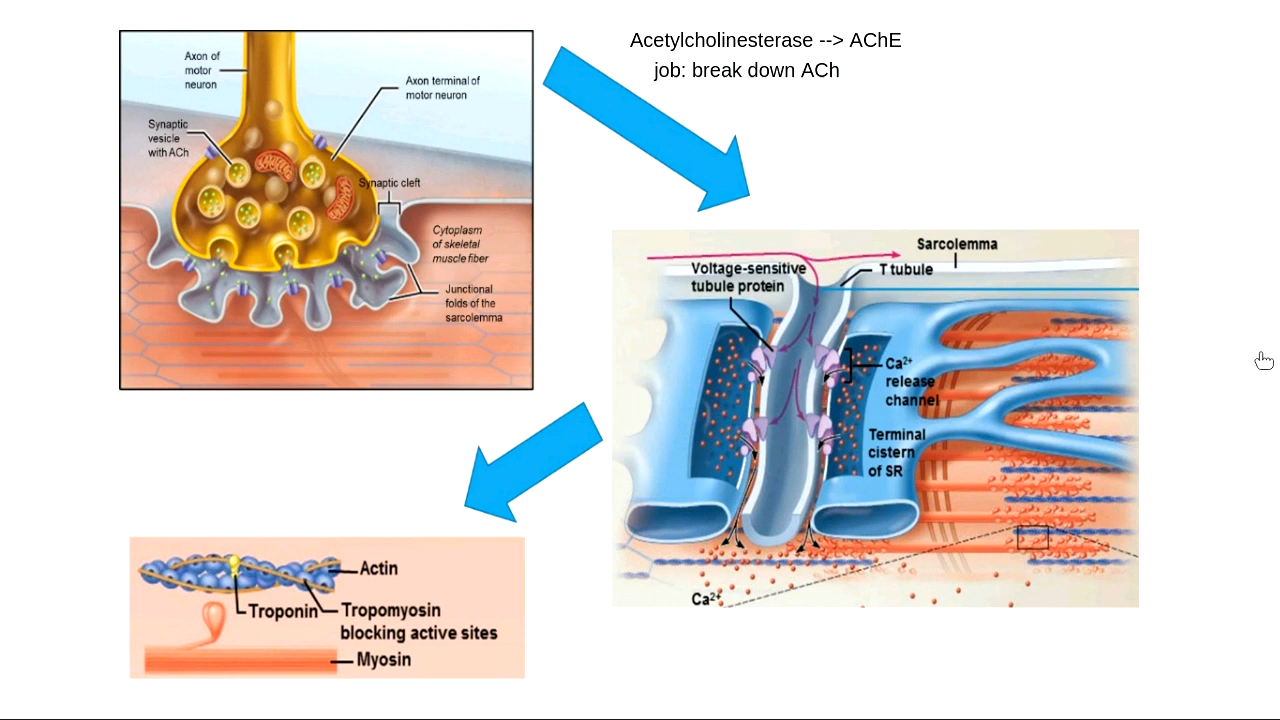 Acetylcholinesterase --> AChE
job: break down ACh
Axon of
motor
neuron
Axon terminal of
motor neuron
Synaptic
vesicle
with ACh
Synaptic cleft
Cytoplasm
of skeletal
muscle fiber
Junctional
folds of the
sarcolemma
Sarcolemma
Voltage-sensitive
tubule protein
T tubule
Ca²⁺
release
channel
Terminal
cistern
of SR
Ca²⁺
Actin
Troponin
Tropomyosin
blocking active sites
Myosin